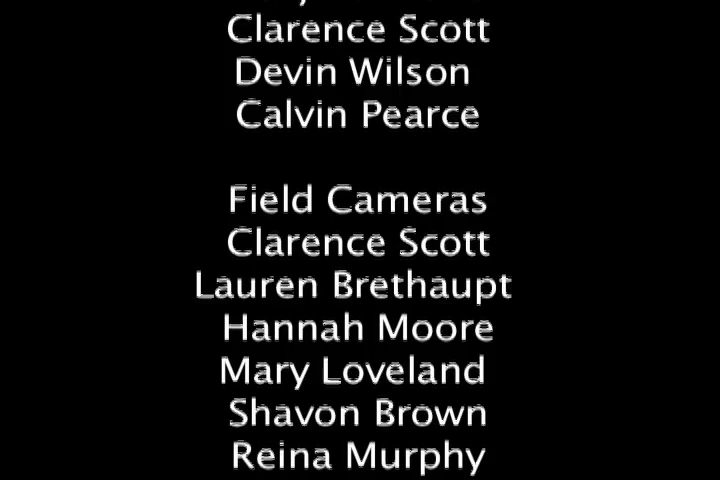 Clarence Scott
Devin Wilson
Calvin Pearce
Field Cameras
Clarence Scott
Lauren Brethaupt
Hannah Moore
Mary Loveland
Shavon Brown
Reina Murphy